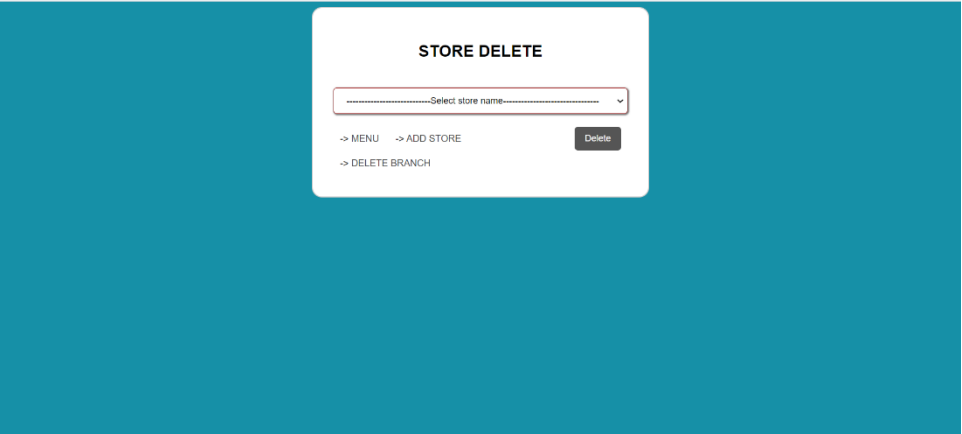 STORE DELETE
----------------------------Select store name--------------------------------
-> MENU -> ADD STORE Delete
-> DELETE BRANCH